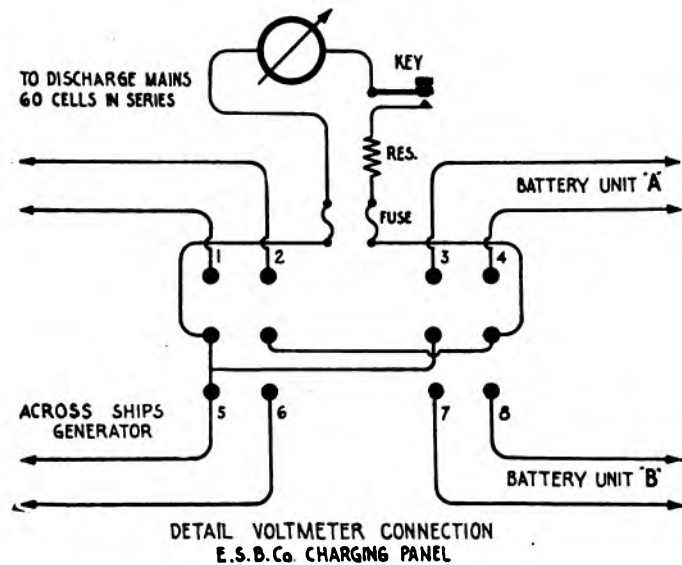 TO DISCHARGE MAINS
60 CELLS IN SERIES
KEY
RES.
BATTERY UNIT "A"
FUSE
1
2
3
4
5
6
7
8
ACROSS SHIPS
GENERATOR
BATTERY UNIT "B"
DETAIL VOLTMETER CONNECTION
E.S.B.Co. CHARGING PANEL